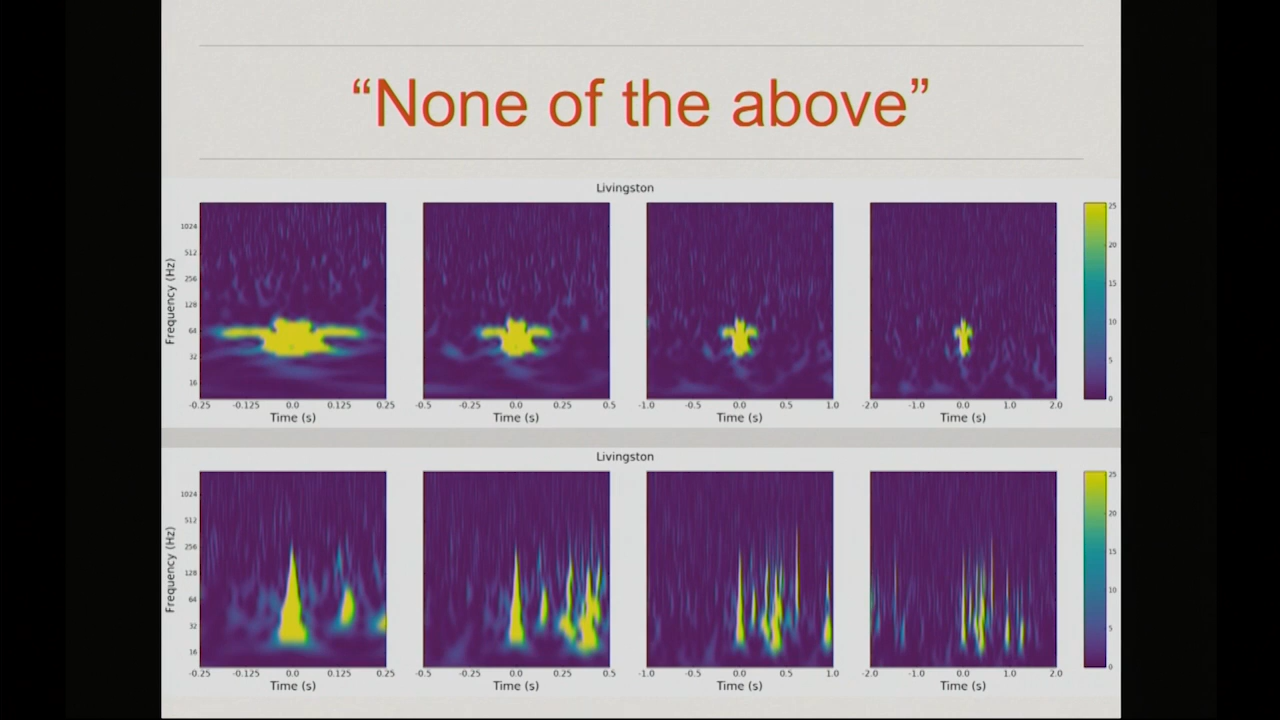 “None of the above”
Livingston
Frequency (Hz)
1024
512
256
128
64
32
16
-0.25 -0.125 0.0 0.125 0.25
Time (s)
-0.5 -0.25 0.0 0.25 0.5
Time (s)
-1.0 -0.5 0.0 0.5 1.0
Time (s)
-2.0 -1.0 0.0 1.0 2.0
Time (s)
25
20
15
10
5
0
Livingston
Frequency (Hz)
1024
512
256
128
64
32
16
-0.25 -0.125 0.0 0.125 0.25
Time (s)
-0.5 -0.25 0.0 0.25 0.5
Time (s)
-1.0 -0.5 0.0 0.5 1.0
Time (s)
-2.0 -1.0 0.0 1.0 2.0
Time (s)
25
20
15
10
5
0